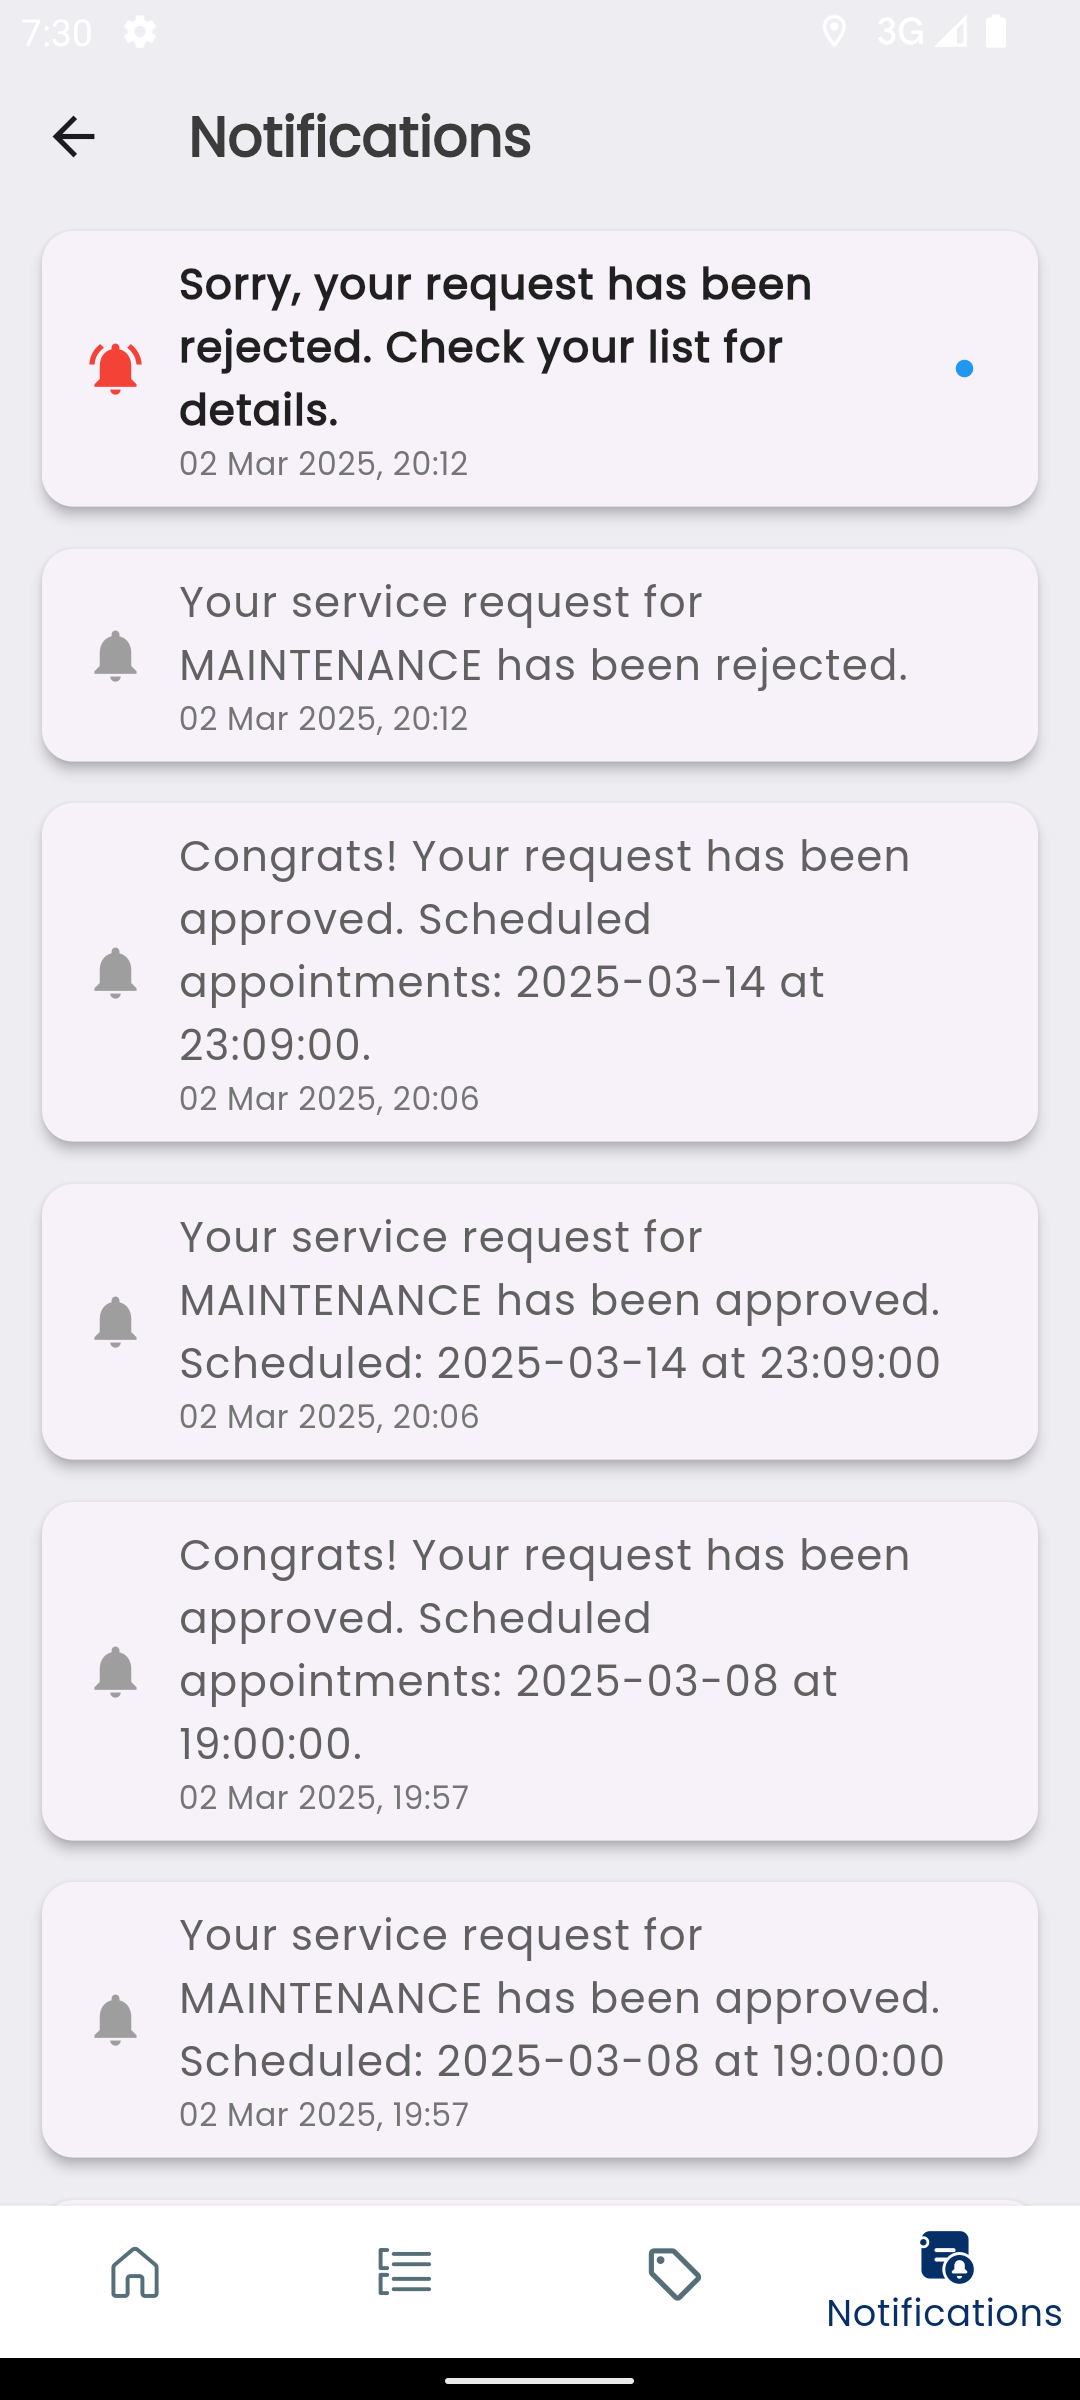 7:30
3G
Notifications
Sorry, your request has been
rejected. Check your list for
details.
02 Mar 2025, 20:12
Your service request for
MAINTENANCE has been rejected.
02 Mar 2025, 20:12
Congrats! Your request has been
approved. Scheduled
appointments: 2025-03-14 at
23:09:00.
02 Mar 2025, 20:06
Your service request for
MAINTENANCE has been approved.
Scheduled: 2025-03-14 at 23:09:00
02 Mar 2025, 20:06
Congrats! Your request has been
approved. Scheduled
appointments: 2025-03-08 at
19:00:00.
02 Mar 2025, 19:57
Your service request for
MAINTENANCE has been approved.
Scheduled: 2025-03-08 at 19:00:00
02 Mar 2025, 19:57
Notifications